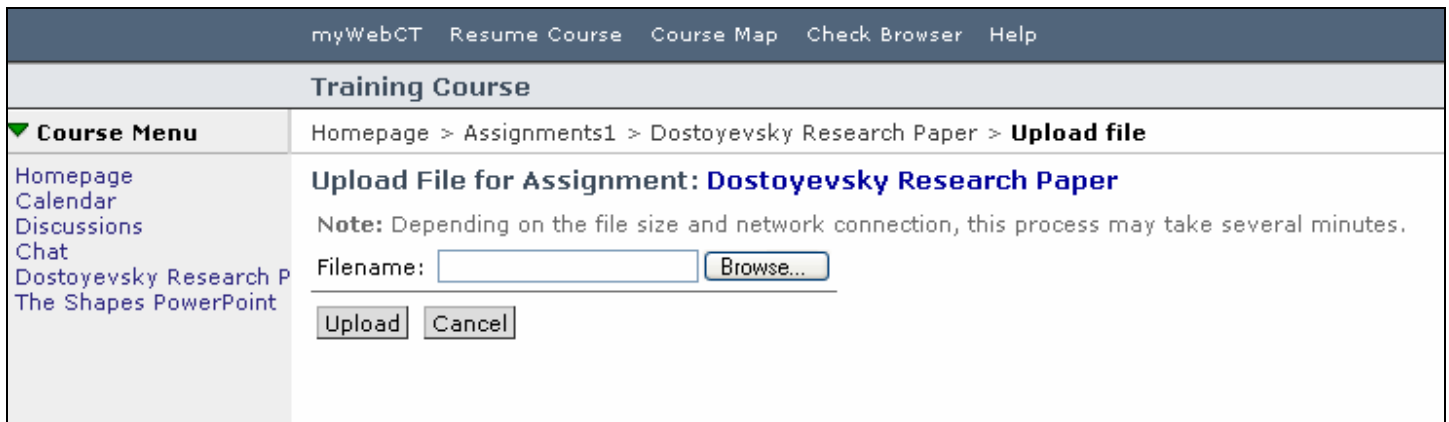 myWebCT Resume Course Course Map Check Browser Help
Training Course
Course Menu
Homepage > Assignments1 > Dostoyevsky Research Paper > Upload file
Homepage
Calendar
Discussions
Chat
Dostoyevsky Research P
The Shapes PowerPoint
Upload File for Assignment: Dostoyevsky Research Paper
Note: Depending on the file size and network connection, this process may take several minutes.
Filename: Browse...
Upload Cancel